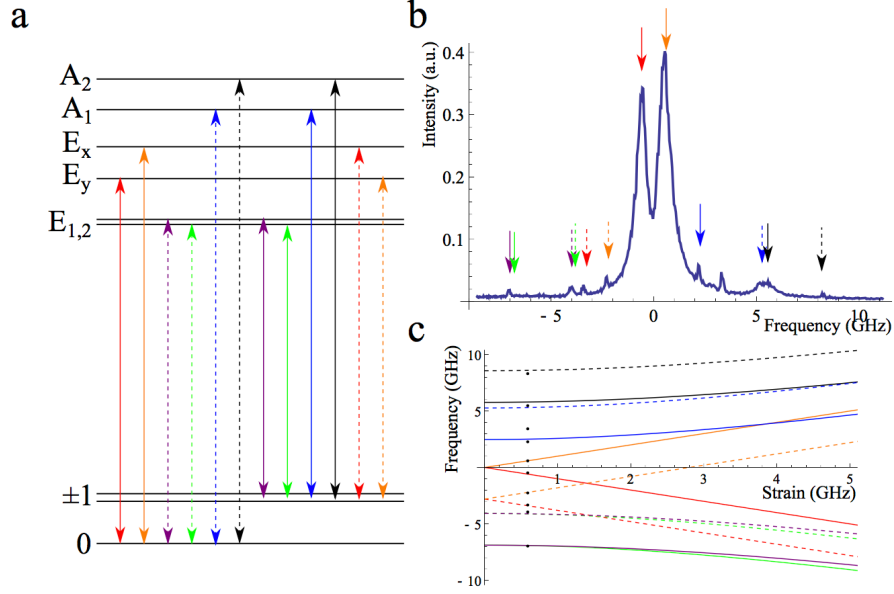 a
A2
A1
Ex
Ey
E1,2
±1
0
b
Intensity (a.u.)
0.4
0.3
0.2
0.1
- 5
0
5
10
Frequency (GHz)
c
Frequency (GHz)
10
5
- 5
- 10
1
2
3
4
5
Strain (GHz)